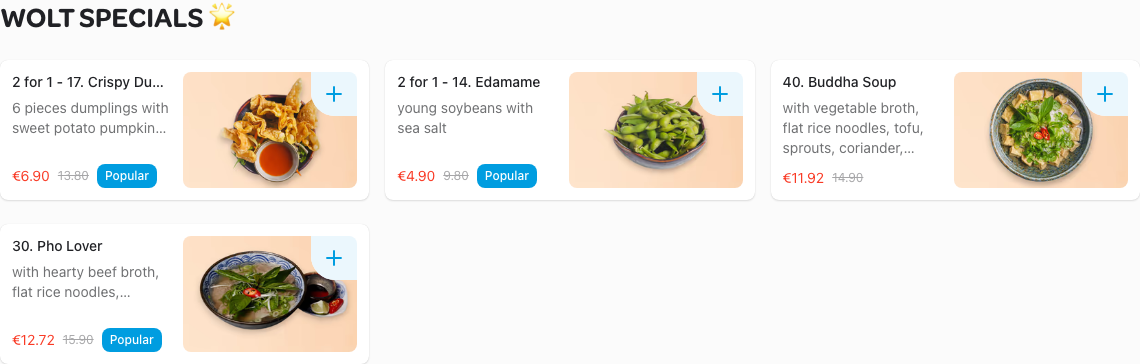 WOLT SPECIALS 🌟
2 for 1 - 17. Crispy Du...
6 pieces dumplings with
sweet potato pumpkin...
€6.90 13.80 Popular
2 for 1 - 14. Edamame
young soybeans with
sea salt
€4.90 9.80 Popular
40. Buddha Soup
with vegetable broth,
flat rice noodles, tofu,
sprouts, coriander,...
€11.92 14.90
30. Pho Lover
with hearty beef broth,
flat rice noodles,...
€12.72 15.90 Popular